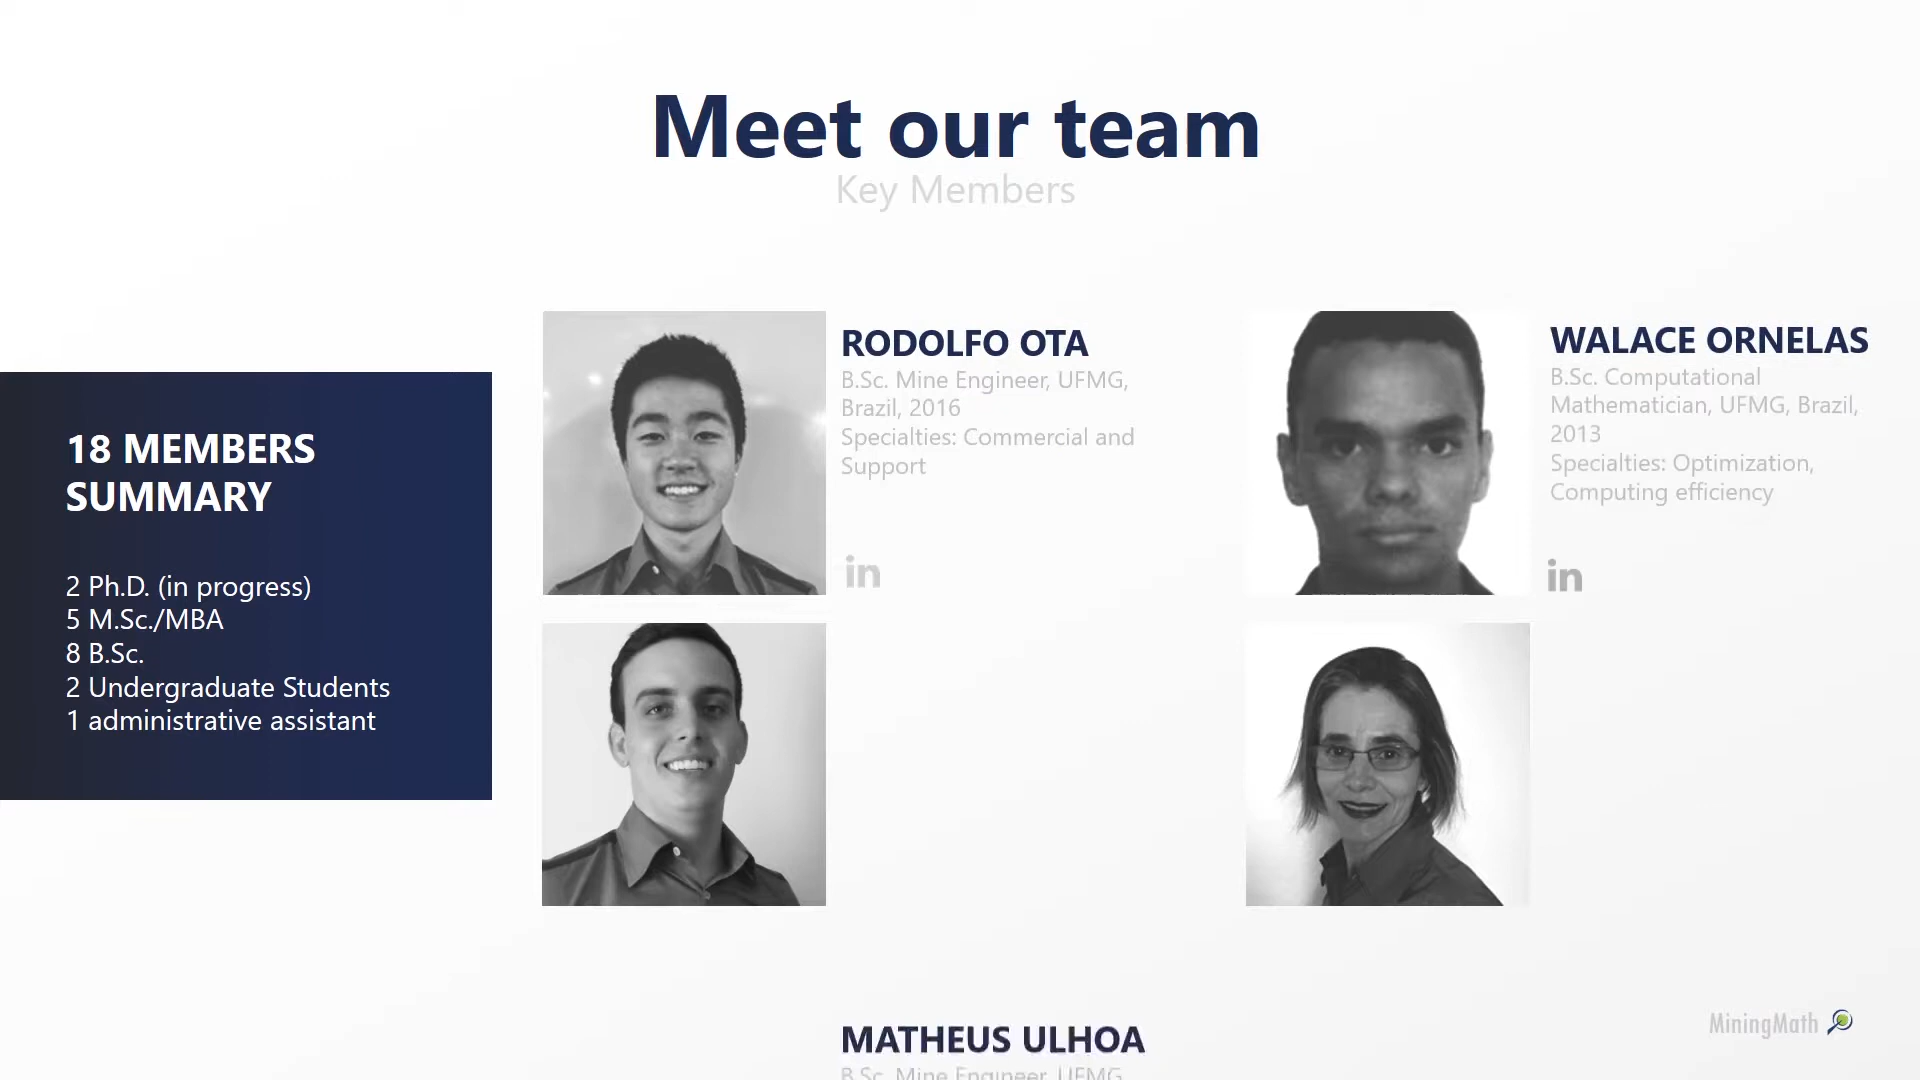 Meet our team
Key Members
18 MEMBERS
SUMMARY
2 Ph.D. (in progress)
5 M.Sc./MBA
8 B.Sc.
2 Undergraduate Students
1 administrative assistant
RODOLFO OTA
B.Sc. Mine Engineer, UFMG,
Brazil, 2016
Specialties: Commercial and
Support
in
WALACE ORNELAS
B.Sc. Computational
Mathematician, UFMG, Brazil,
2013
Specialties: Optimization,
Computing efficiency
in
MATHEUS ULHOA
B.Sc. Mine Engineer, UFMG,
MiningMath